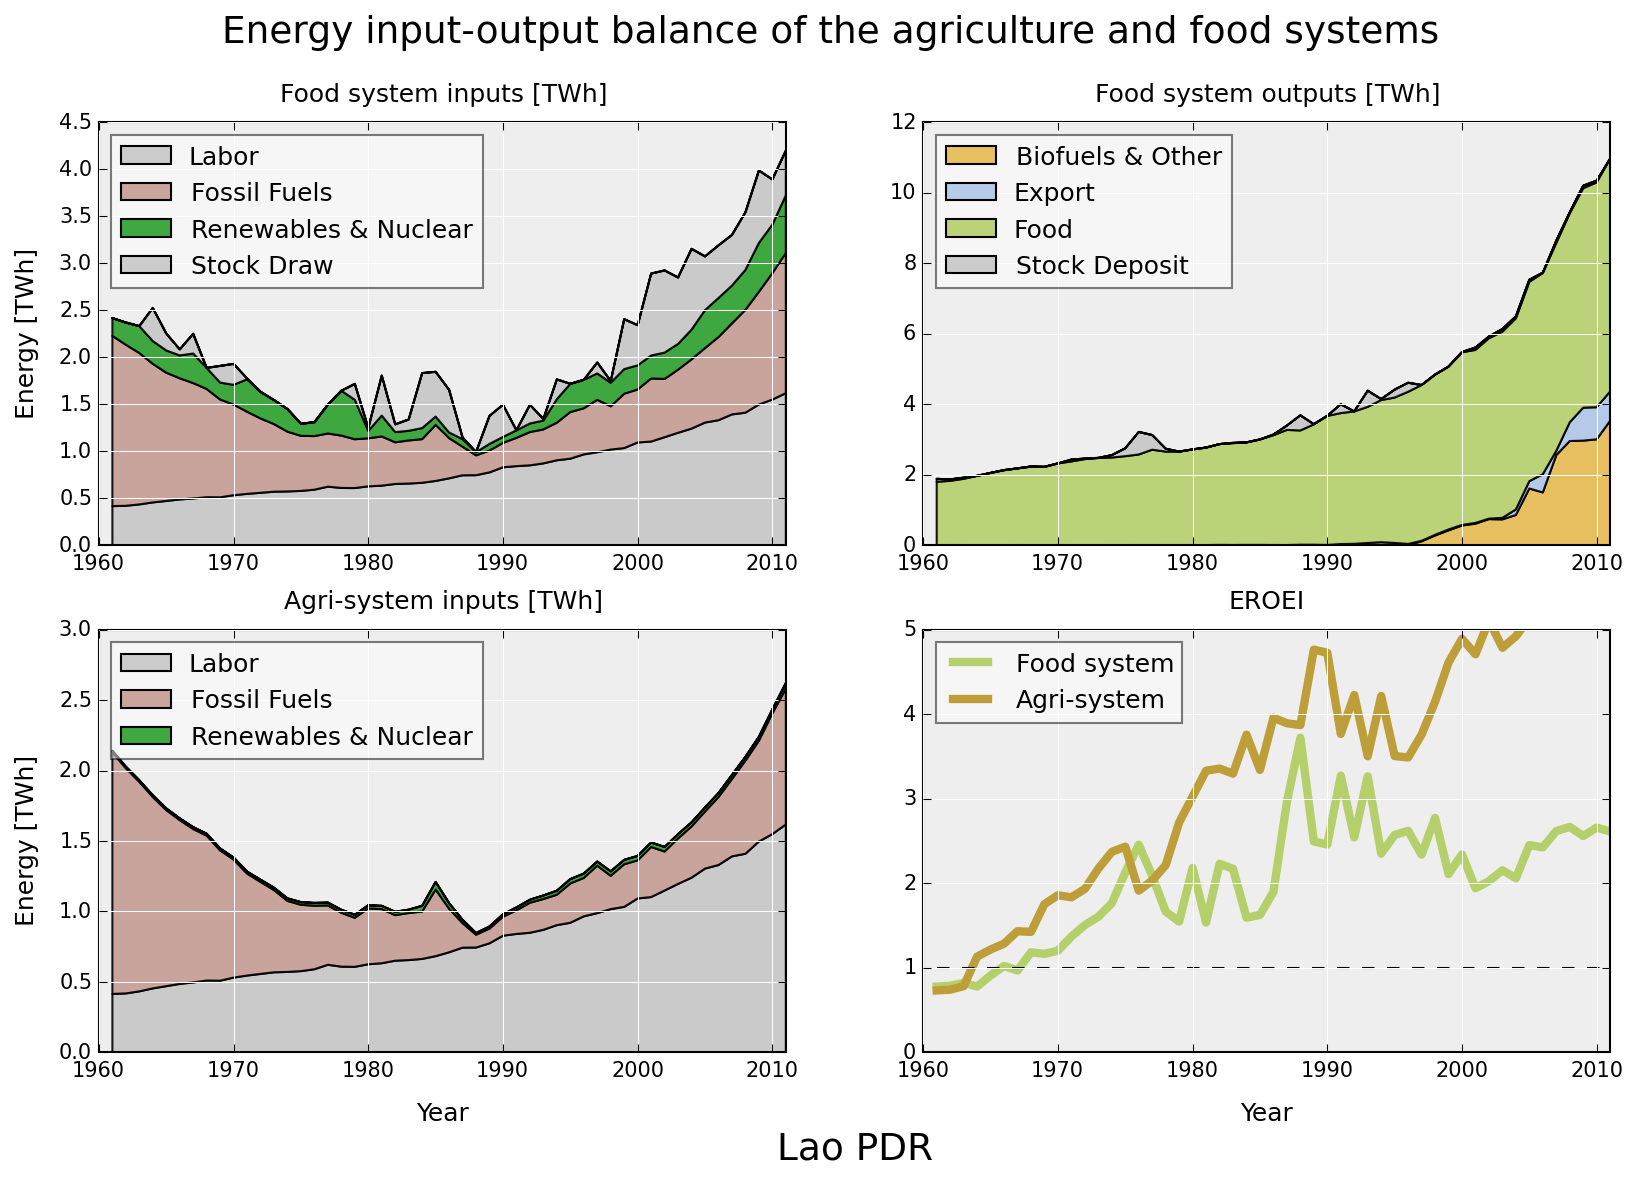 Energy input-output balance of the agriculture and food systems
Food system inputs [TWh]
Energy [TWh]
4.5
4.0
3.5
3.0
2.5
2.0
1.5
1.0
0.5
0.0
Labor
Fossil Fuels
Renewables & Nuclear
Stock Draw
1960 1970 1980 1990 2000 2010
Food system outputs [TWh]
12
10
8
6
4
2
0
Biofuels & Other
Export
Food
Stock Deposit
1960 1970 1980 1990 2000 2010
Agri-system inputs [TWh]
Energy [TWh]
3.0
2.5
2.0
1.5
1.0
0.5
0.0
Labor
Fossil Fuels
Renewables & Nuclear
1960 1970 1980 1990 2000 2010
Year
EROEI
5
4
3
2
1
0
Food system
Agri-system
1960 1970 1980 1990 2000 2010
Year
Lao PDR